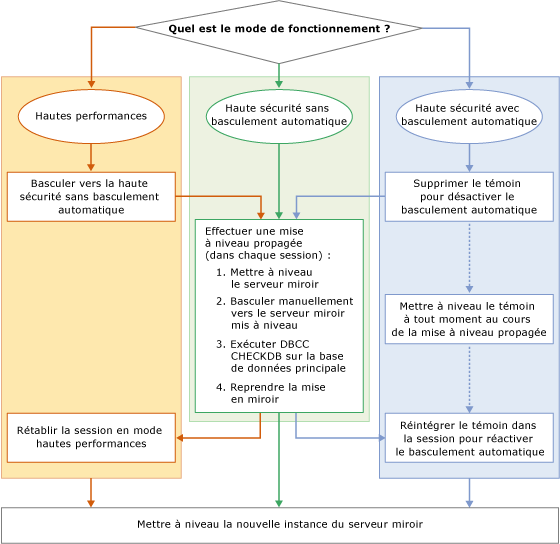 Quel est le mode de fonctionnement ?
Hautes performances
Haute sécurité sans
basculement automatique
Haute sécurité avec
basculement automatique
Basculer vers la haute
sécurité sans basculement
automatique
Supprimer le témoin
pour désactiver le
basculement automatique
Effectuer une mise
à niveau propagée
(dans chaque session) :
1. Mettre à niveau
le serveur miroir
2. Basculer manuellement
vers le serveur miroir
mis à niveau
3. Exécuter DBCC
CHECKDB sur la base
de données principale
4. Reprendre la mise
en miroir
Mettre à niveau le témoin
à tout moment au cours
de la mise à niveau propagée
Rétablir la session en mode
hautes performances
Réintégrer le témoin dans
la session pour réactiver
le basculement automatique
Mettre à niveau la nouvelle instance du serveur miroir